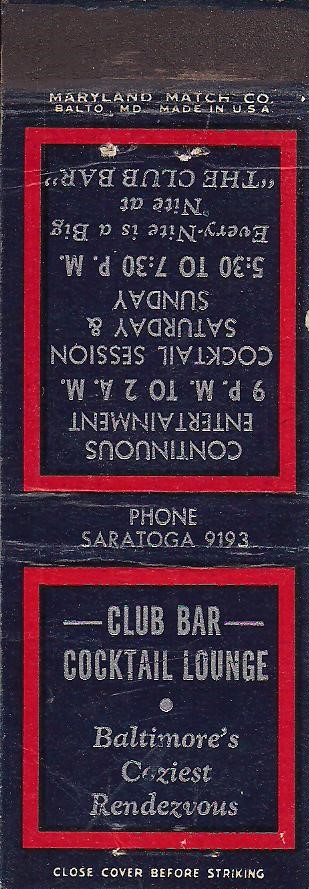 MARYLAND MATCH CO.
BALTO., MD. MADE IN U.S.A.
CONTINUOUS
ENTERTAINMENT
9 P. M. TO 2 A. M.
COCKTAIL SESSION
SATURDAY &
SUNDAY
5:30 TO 7:30 P. M.
Every-Nite is a Big
Nite at
"THE CLUB BAR"
PHONE
SARATOGA 9193
CLUB BAR
COCKTAIL LOUNGE
Baltimore's
Coziest
Rendezvous
CLOSE COVER BEFORE STRIKING